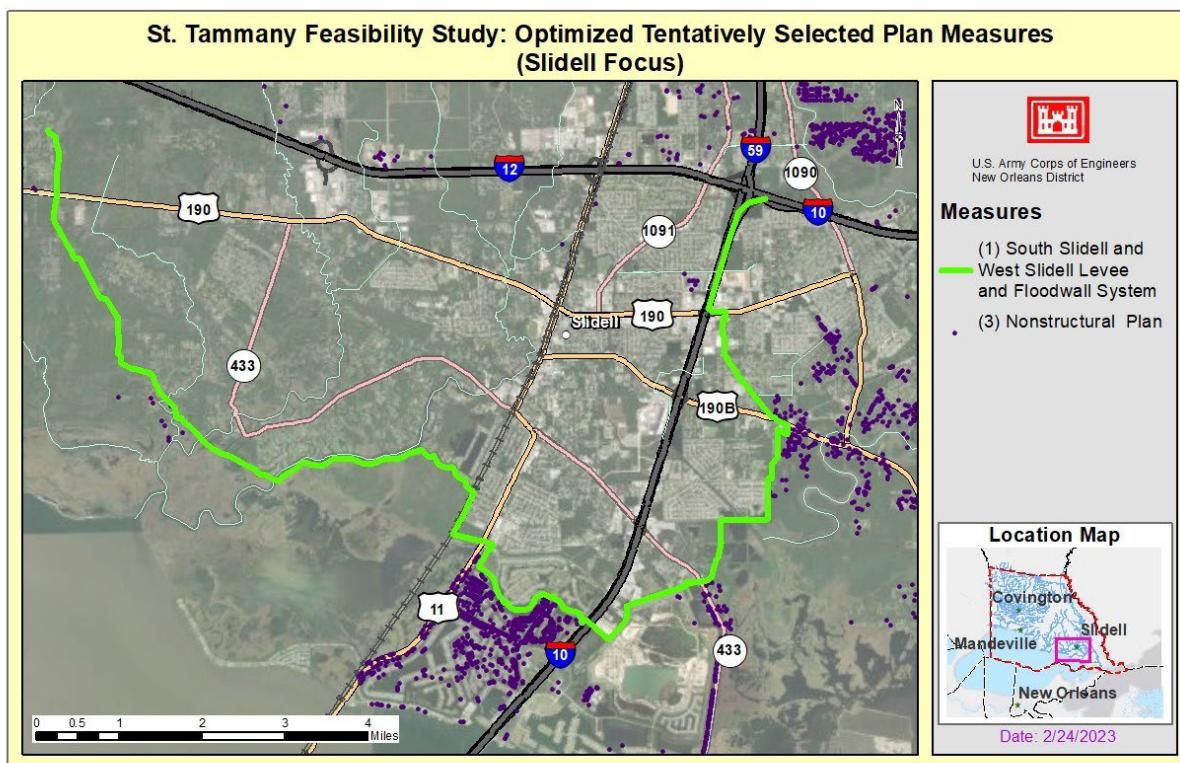 St. Tammany Feasibility Study: Optimized Tentatively Selected Plan Measures
(Slidell Focus)
N
59
12
1090
190
10
1091
190
Slidell
433
190B
11
10
433
0 0.5 1 2 3 4
Miles
U.S. Army Corps of Engineers
New Orleans District
Measures
(1) South Slidell and
West Slidell Levee
and Floodwall System
(3) Nonstructural Plan
Location Map
Covington
Slidell
Mandeville
New Orleans
Date: 2/24/2023